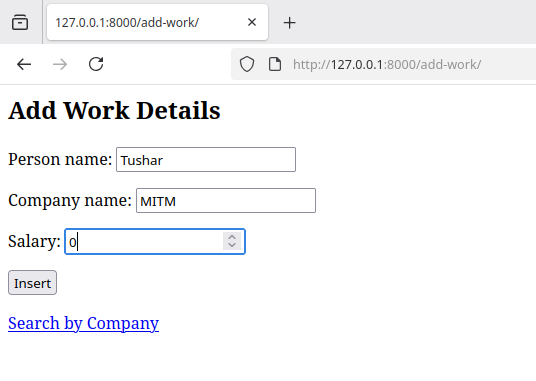 127.0.0.1:8000/add-work/
http://127.0.0.1:8000/add-work/
Add Work Details
Person name: Tushar
Company name: MITM
Salary: 0
Insert
Search by Company